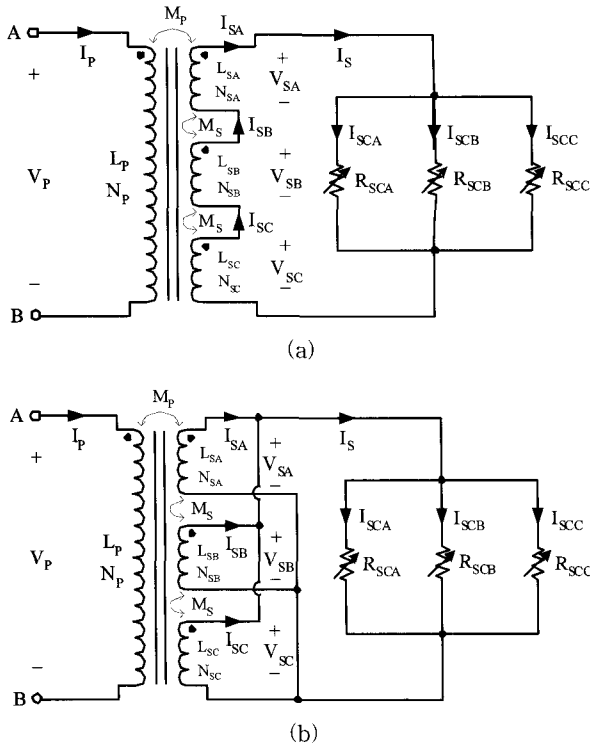 M_P
A I_P I_SA I_S
+ L_SA + I_SCA I_SCB I_SCC
N_SA V_SA
−
M_S I_SB
L_P L_SB + R_SCA R_SCB R_SCC
V_P N_P N_SB V_SB
−
M_S I_SC
L_SC +
N_SC V_SC
− −
B
(a)
M_P
A I_P I_SA I_S
+ L_SA + I_SCA I_SCB I_SCC
N_SA V_SA
−
M_S I_SB
L_P L_SB + R_SCA R_SCB R_SCC
V_P N_P N_SB V_SB
−
M_S I_SC
L_SC +
N_SC V_SC
− −
B
(b)